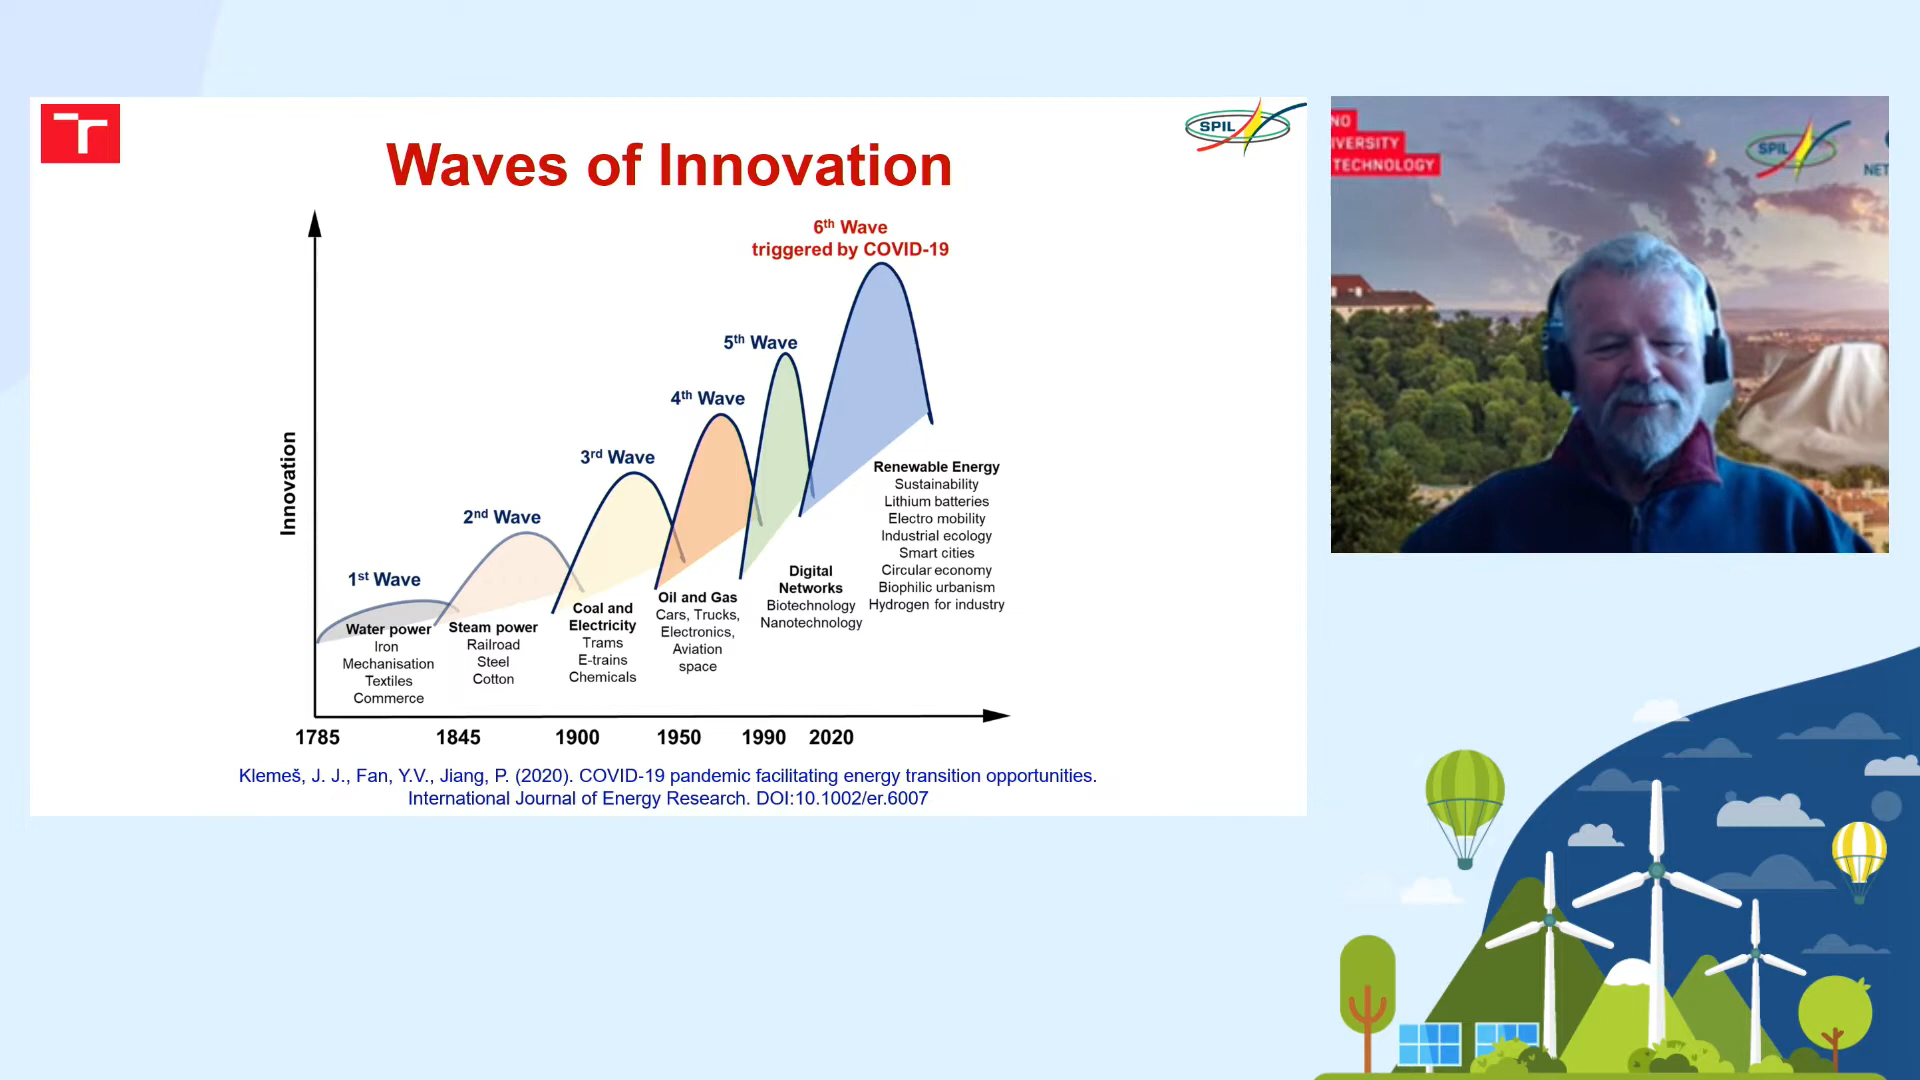 SPIL
Waves of Innovation
6th Wave
triggered by COVID-19
5th Wave
4th Wave
3rd Wave
2nd Wave
1st Wave
Innovation
Water power
Iron
Mechanisation
Textiles
Commerce
Steam power
Railroad
Steel
Cotton
Coal and
Electricity
Trams
E-trains
Chemicals
Oil and Gas
Cars, Trucks,
Electronics,
Aviation
space
Digital
Networks
Biotechnology
Nanotechnology
Renewable Energy
Sustainability
Lithium batteries
Electro mobility
Industrial ecology
Smart cities
Circular economy
Biophilic urbanism
Hydrogen for industry
1785 1845 1900 1950 1990 2020
Klemeš, J. J., Fan, Y.V., Jiang, P. (2020). COVID-19 pandemic facilitating energy transition opportunities.
International Journal of Energy Research. DOI:10.1002/er.6007
NO
IVERSITY
TECHNOLOGY
SPIL
NET